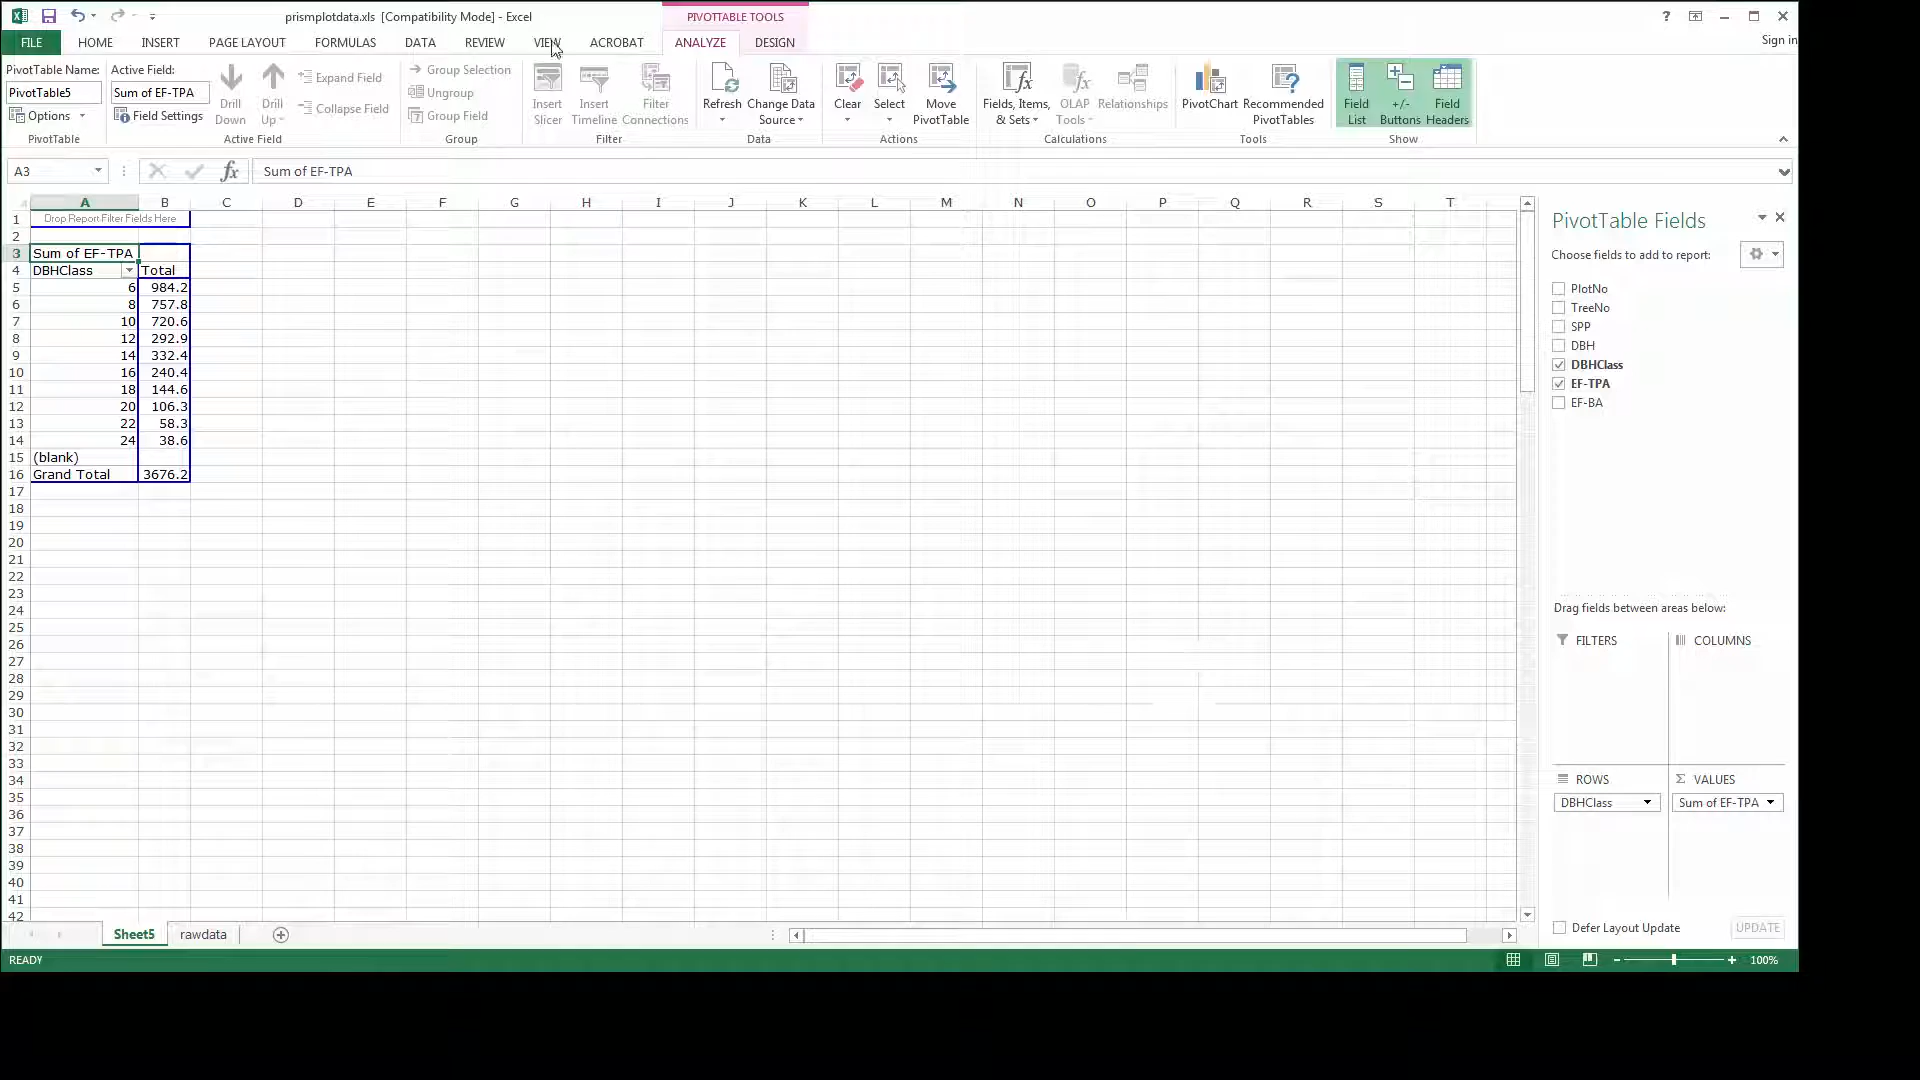 prismplotdata.xls [Compatibility Mode] - Excel
PIVOTTABLE TOOLS
?
Sign in
FILE HOME INSERT PAGE LAYOUT FORMULAS DATA REVIEW VIEW ACROBAT ANALYZE DESIGN
PivotTable Name:
PivotTable5
Options
PivotTable
Active Field:
Sum of EF-TPA
Field Settings
Drill Down
Drill Up
Expand Field
Collapse Field
Active Field
Group Selection
Ungroup
Group Field
Group
Insert Slicer
Insert Timeline
Filter Connections
Filter
Refresh
Change Data Source
Data
Clear
Select
Move PivotTable
Actions
Fields, Items, & Sets
OLAP Tools
Relationships
Calculations
PivotChart
Recommended PivotTables
Tools
Field List
+/- Buttons
Field Headers
Show
A3
fx
Sum of EF-TPA
A B C D E F G H I J K L M N O P Q R S T
1 Drop Report Filter Fields Here
2
3 Sum of EF-TPA
4 DBHClass Total
5 6 984.2
6 8 757.8
7 10 720.6
8 12 292.9
9 14 332.4
10 16 240.4
11 18 144.6
12 20 106.3
13 22 58.3
14 24 38.6
15 (blank)
16 Grand Total 3676.2
17
18
19
20
21
22
23
24
25
26
27
28
29
30
31
32
33
34
35
36
37
38
39
40
41
42
PivotTable Fields
Choose fields to add to report:
PlotNo
TreeNo
SPP
DBH
DBHClass
EF-TPA
EF-BA
Drag fields between areas below:
FILTERS
COLUMNS
ROWS
DBHClass
Σ VALUES
Sum of EF-TPA
Defer Layout Update
UPDATE
Sheet5 rawdata
READY
100%